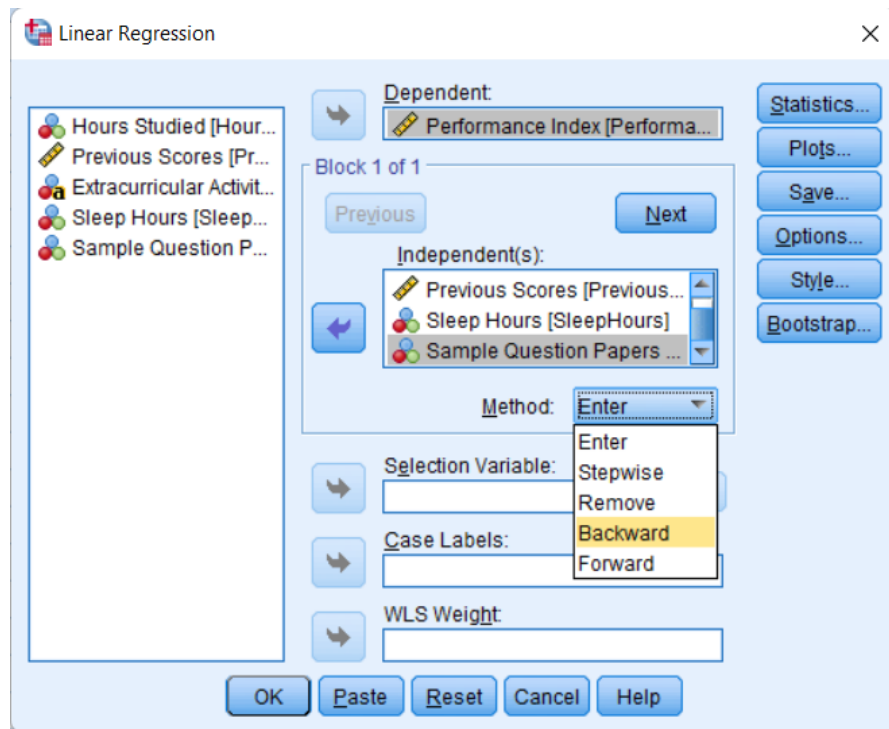 Linear Regression
Hours Studied [Hour...
Previous Scores [Pr...
a Extracurricular Activit...
Sleep Hours [Sleep...
Sample Question P...
Dependent:
Performance Index [Performa...
Block 1 of 1
Previous
Next
Independent(s):
Previous Scores [Previous...
Sleep Hours [SleepHours]
Sample Question Papers ...
Method:
Enter
Enter
Stepwise
Remove
Backward
Forward
Selection Variable:
Case Labels:
WLS Weight:
Statistics...
Plots...
Save...
Options...
Style...
Bootstrap...
OK
Paste
Reset
Cancel
Help